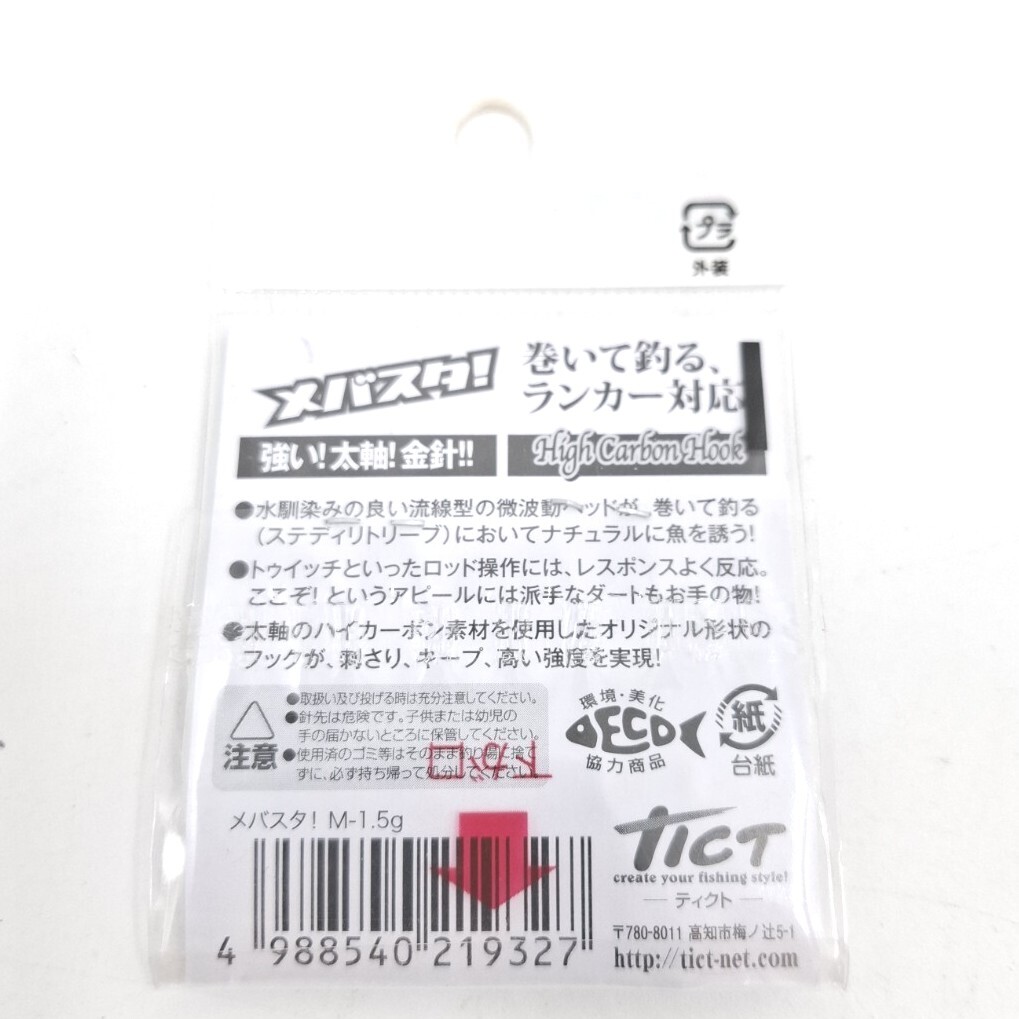 プラ
外装
メバスタ!
巻いて釣る、
ランカー対応
強い!太軸!金針!!
High Carbon Hook
●水馴染みの良い流線型の微波動ヘッドが、巻いて釣る
(ステディリトリーブ)においてナチュラルに魚を誘う!
●トゥイッチといったロッド操作には、レスポンスよく反応。
ここぞ!というアピールには派手なダートもお手の物!
●太軸のハイカーボン素材を使用したオリジナル形状の
フックが、刺さり、キープ、高い強度を実現!
注意
●取扱い及び投げる時は充分注意してください。
●針先は危険です。子供または幼児の
手の届かないところに保管してください。
●使用済のゴミ等はそのまま釣り場に捨て
ずに、必ず持ち帰って処分してください。
下が口
環境・美化
ECO
協力商品
紙
台紙
メバスタ! M-1.5g
4 988540 219327
TICT
create your fishing style!
ティクト
〒780-8011 高知市梅ノ辻5-1
http://tict-net.com